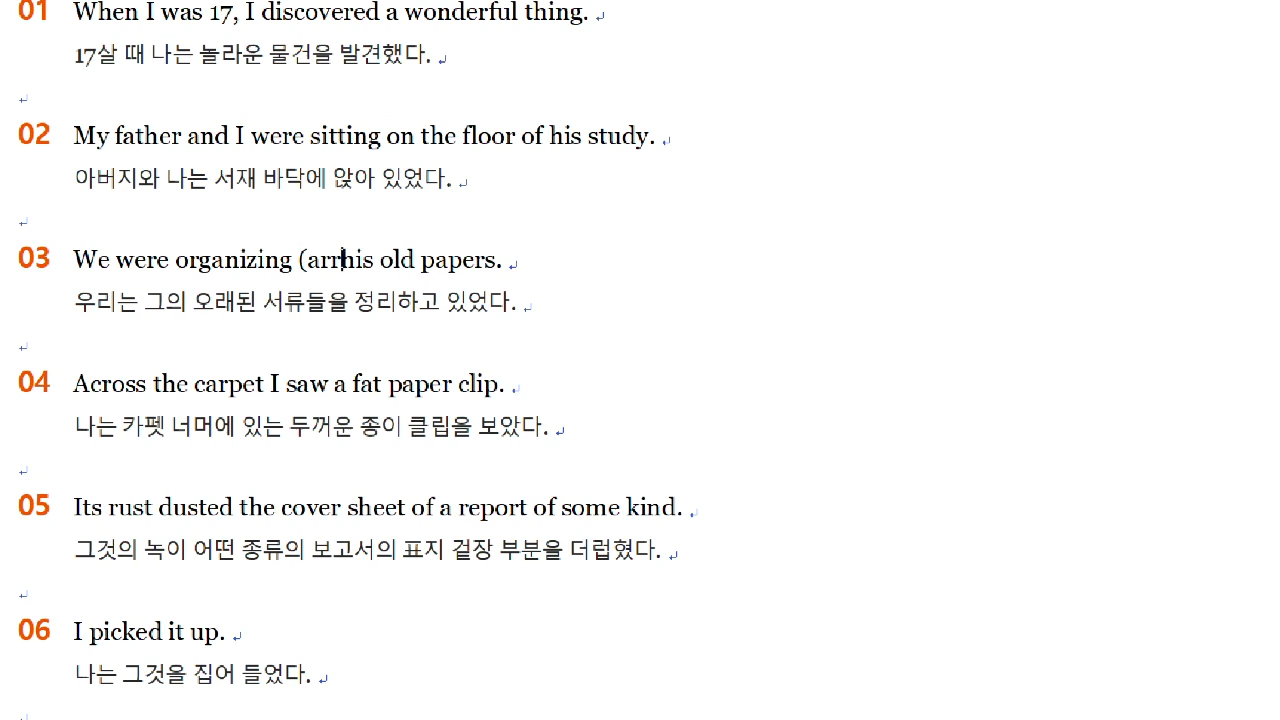 01 When I was 17, I discovered a wonderful thing.
17살 때 나는 놀라운 물건을 발견했다.
02 My father and I were sitting on the floor of his study.
아버지와 나는 서재 바닥에 앉아 있었다.
03 We were organizing (arrhis old papers.
우리는 그의 오래된 서류들을 정리하고 있었다.
04 Across the carpet I saw a fat paper clip.
나는 카펫 너머에 있는 두꺼운 종이 클립을 보았다.
05 Its rust dusted the cover sheet of a report of some kind.
그것의 녹이 어떤 종류의 보고서의 표지 겉장 부분을 더럽혔다.
06 I picked it up.
나는 그것을 집어 들었다.